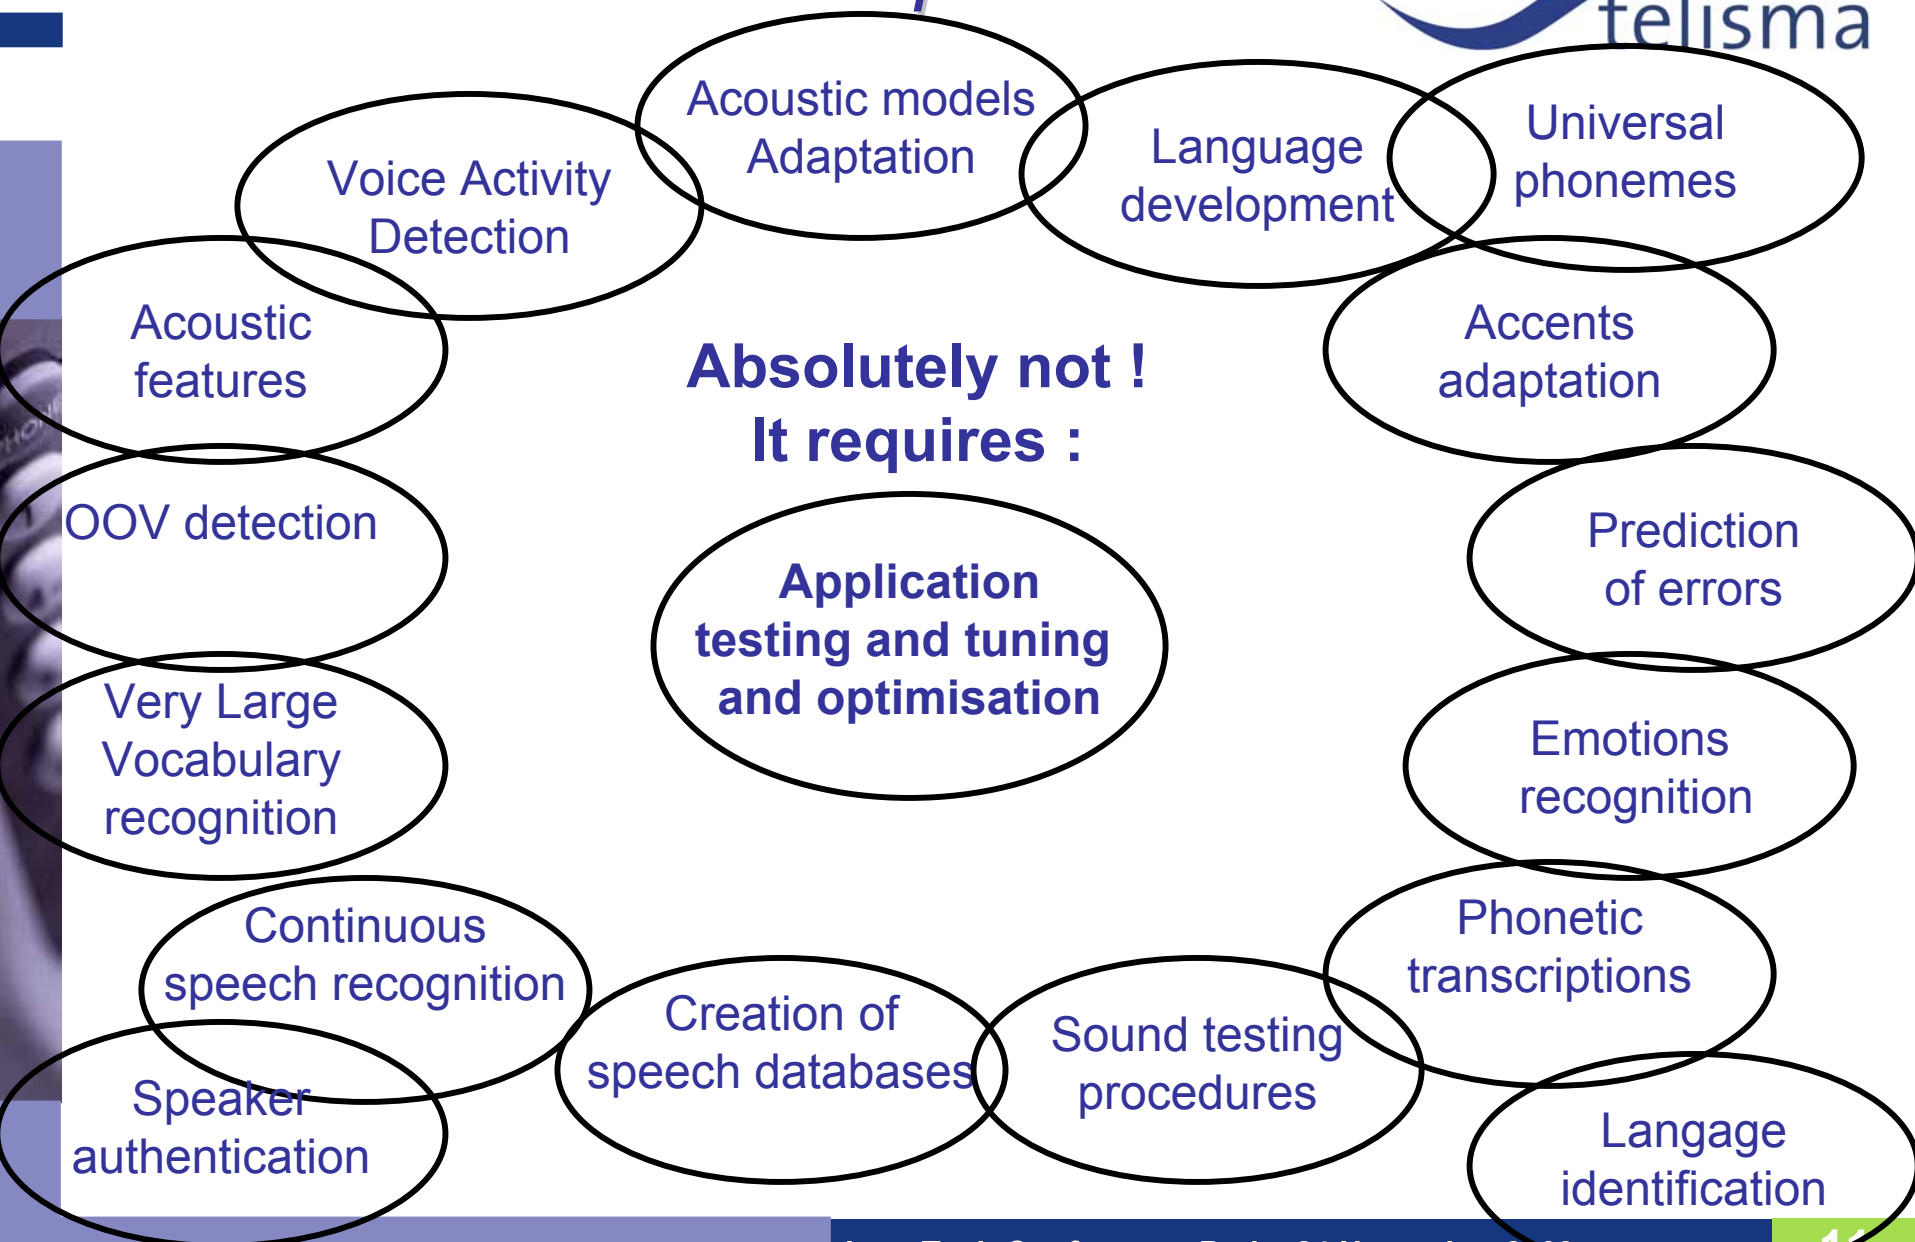 telisma
Acoustic models
Adaptation
Voice Activity
Detection
Language
development
Universal
phonemes
Acoustic
features
Accents
adaptation
Absolutely not !
It requires :
OOV detection
Prediction
of errors
Application
testing and tuning
and optimisation
Very Large
Vocabulary
recognition
Emotions
recognition
Continuous
speech recognition
Phonetic
transcriptions
Creation of
speech databases
Sound testing
procedures
Speaker
authentication
Langage
identification